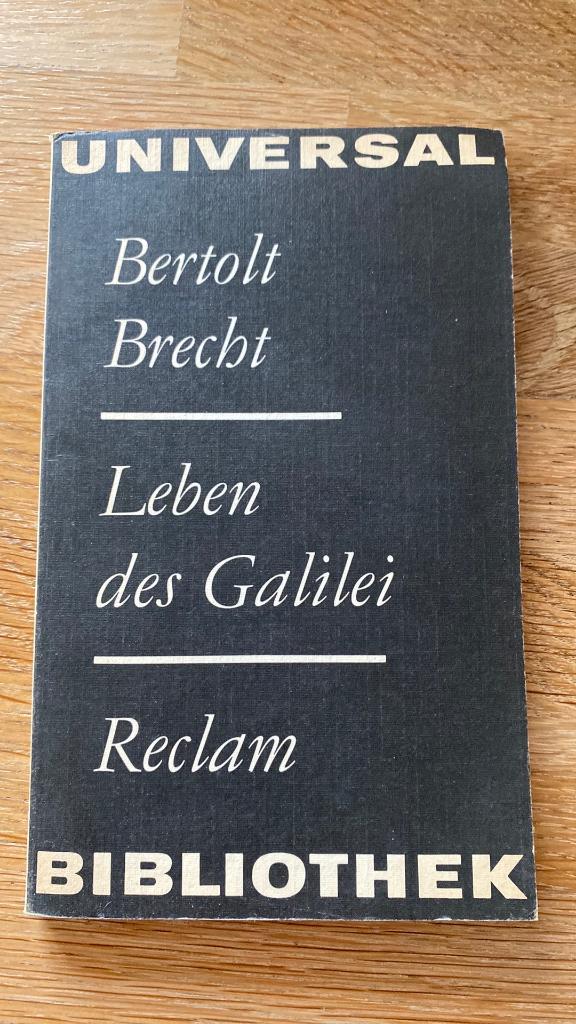 UNIVERSAL
Bertolt
Brecht
Leben
des Galilei
Reclam
BIBLIOTHEK